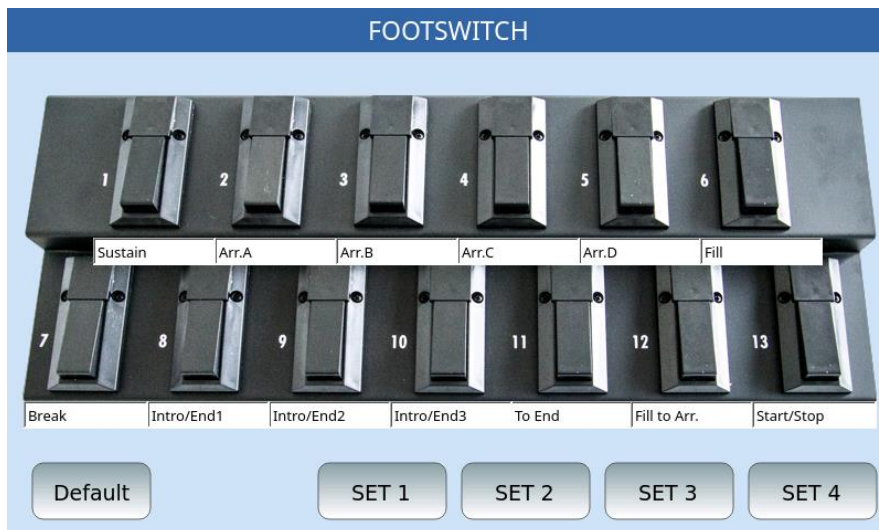 FOOTSWITCH
1 2 3 4 5 6
Sustain Arr.A Arr.B Arr.C Arr.D Fill
7 8 9 10 11 12 13
Break Intro/End1 Intro/End2 Intro/End3 To End Fill to Arr. Start/Stop
Default SET 1 SET 2 SET 3 SET 4